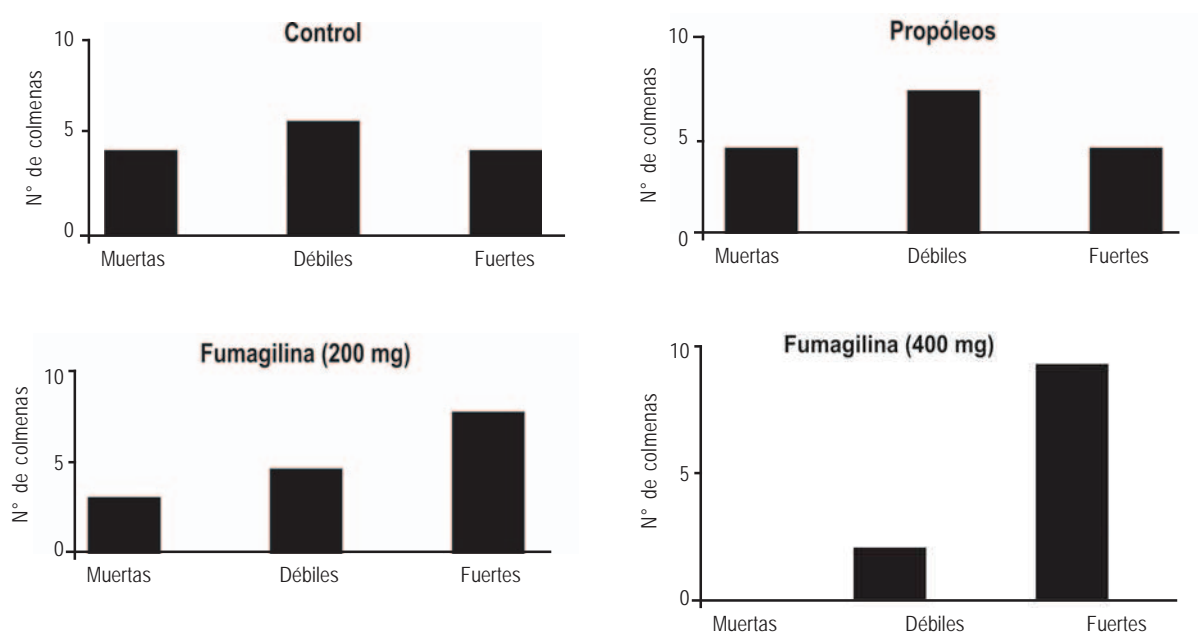 Control
10
5
0
N° de colmenas
Muertas Débiles Fuertes
Propóleos
10
5
0
N° de colmenas
Muertas Débiles Fuertes
Fumagilina (200 mg)
10
5
0
N° de colmenas
Muertas Débiles Fuertes
Fumagilina (400 mg)
10
5
0
N° de colmenas
Muertas Débiles Fuertes